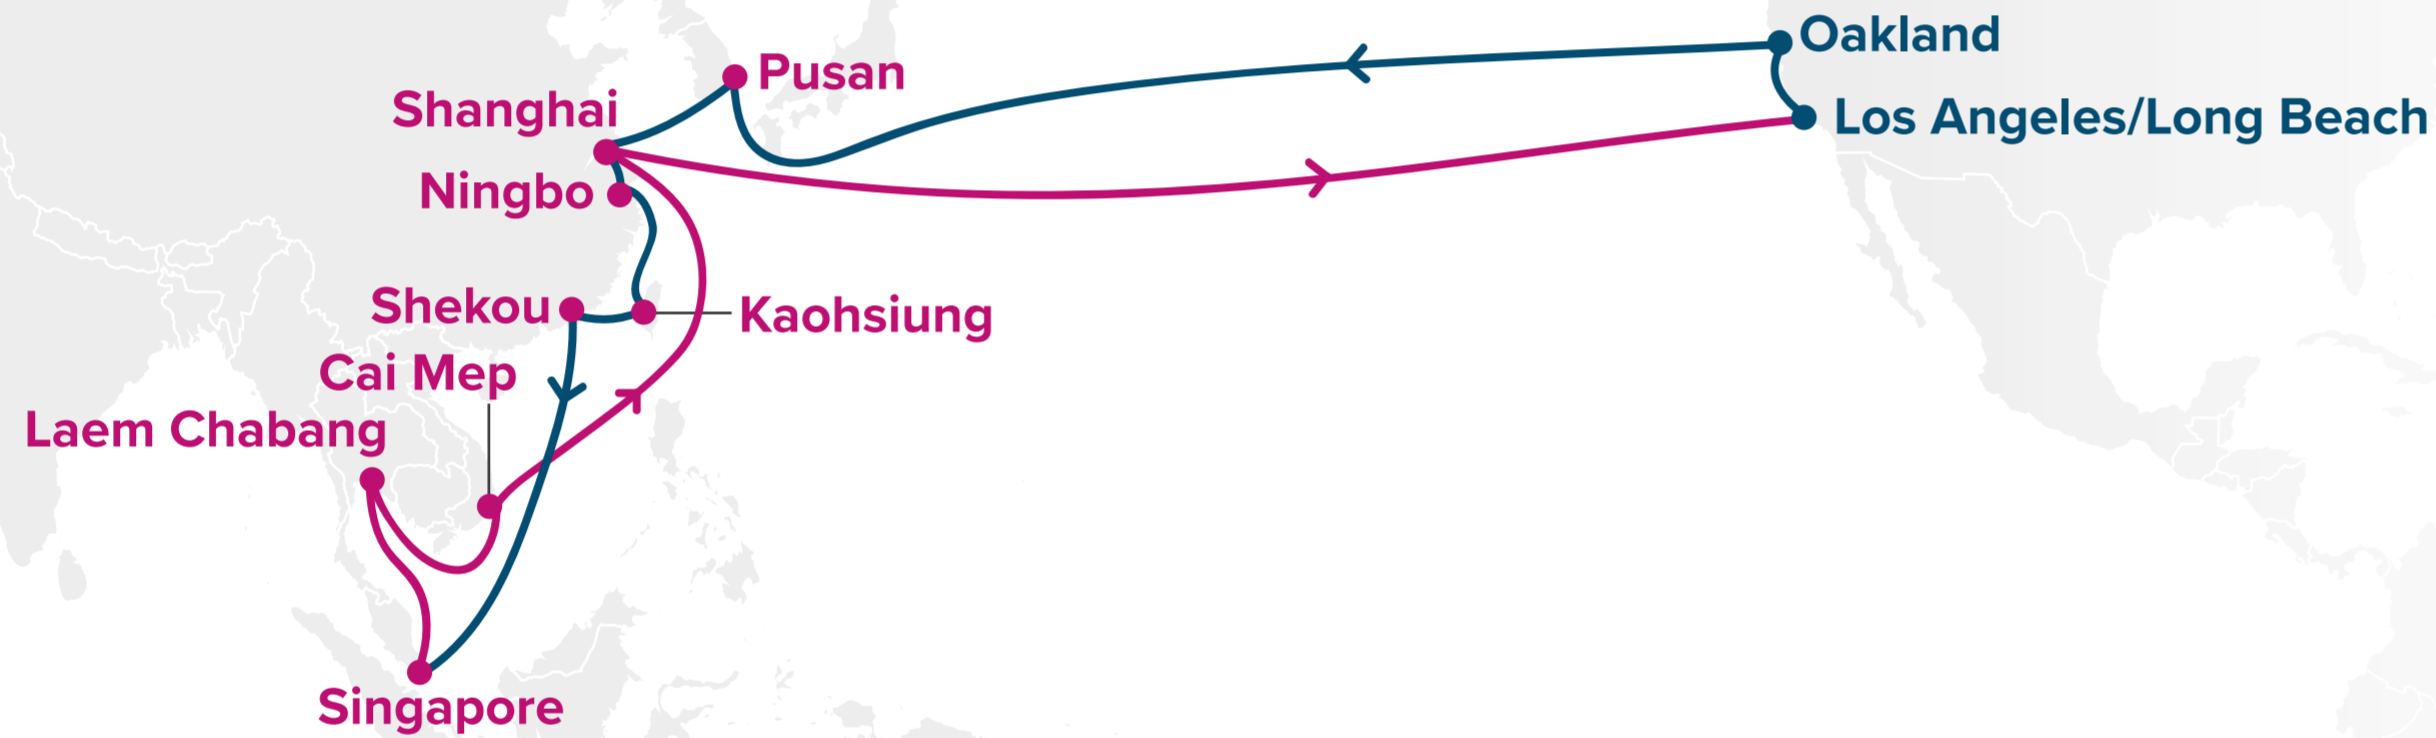 Oakland
Pusan
Shanghai
Los Angeles/Long Beach
Ningbo
Shekou
Kaohsiung
Cai Mep
Laem Chabang
Singapore